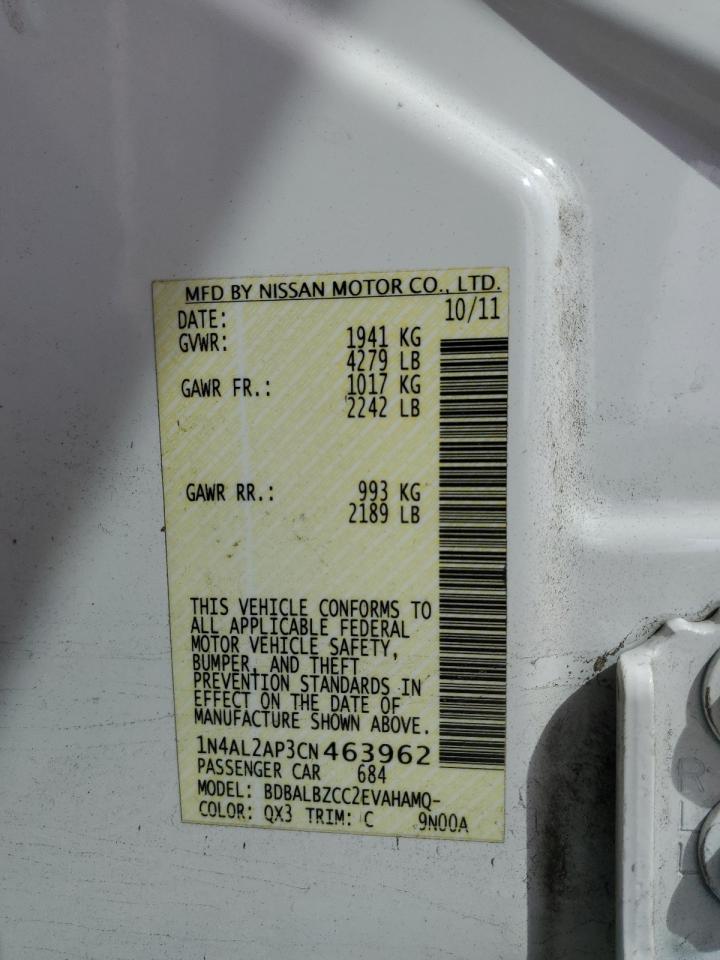 MFD BY NISSAN MOTOR CO., LTD.
DATE: 10/11
GVWR: 1941 KG
4279 LB
GAWR FR.: 1017 KG
2242 LB
GAWR RR.: 993 KG
2189 LB
THIS VEHICLE CONFORMS TO
ALL APPLICABLE FEDERAL
MOTOR VEHICLE SAFETY,
BUMPER, AND THEFT
PREVENTION STANDARDS IN
EFFECT ON THE DATE OF
MANUFACTURE SHOWN ABOVE.
1N4AL2AP3CN463962
PASSENGER CAR 684
MODEL: BDBALBZCC2EVAHAMQ-
COLOR: QX3 TRIM: C 9N00A